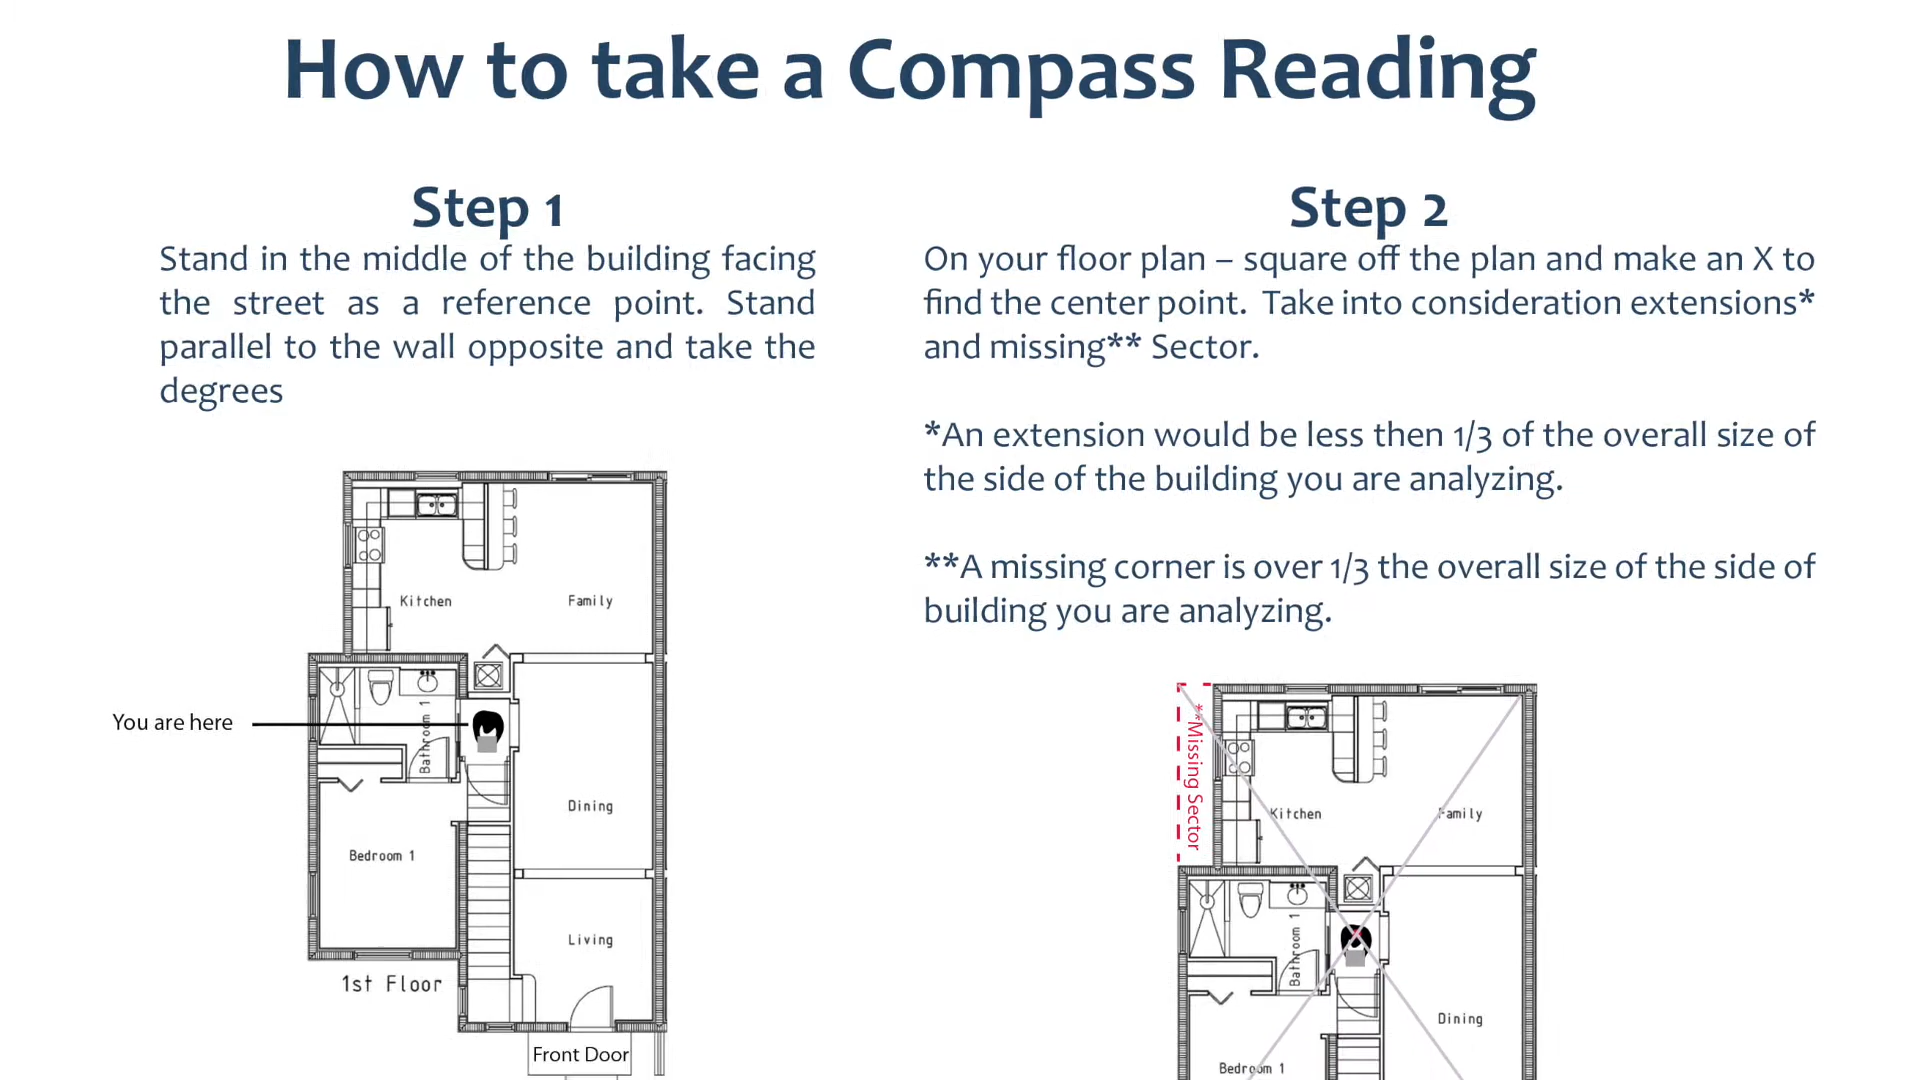 How to take a Compass Reading
Step 1
Stand in the middle of the building facing
the street as a reference point. Stand
parallel to the wall opposite and take the
degrees
Kitchen
Family
You are here
Bathroom 1
Dining
Bedroom 1
Living
1st Floor
Front Door
Step 2
On your floor plan – square off the plan and make an X to
find the center point. Take into consideration extensions*
and missing** Sector.
*An extension would be less then 1/3 of the overall size of
the side of the building you are analyzing.
**A missing corner is over 1/3 the overall size of the side of
building you are analyzing.
**Missing Sector
Kitchen
Family
Bathroom 1
Dining
Bedroom 1